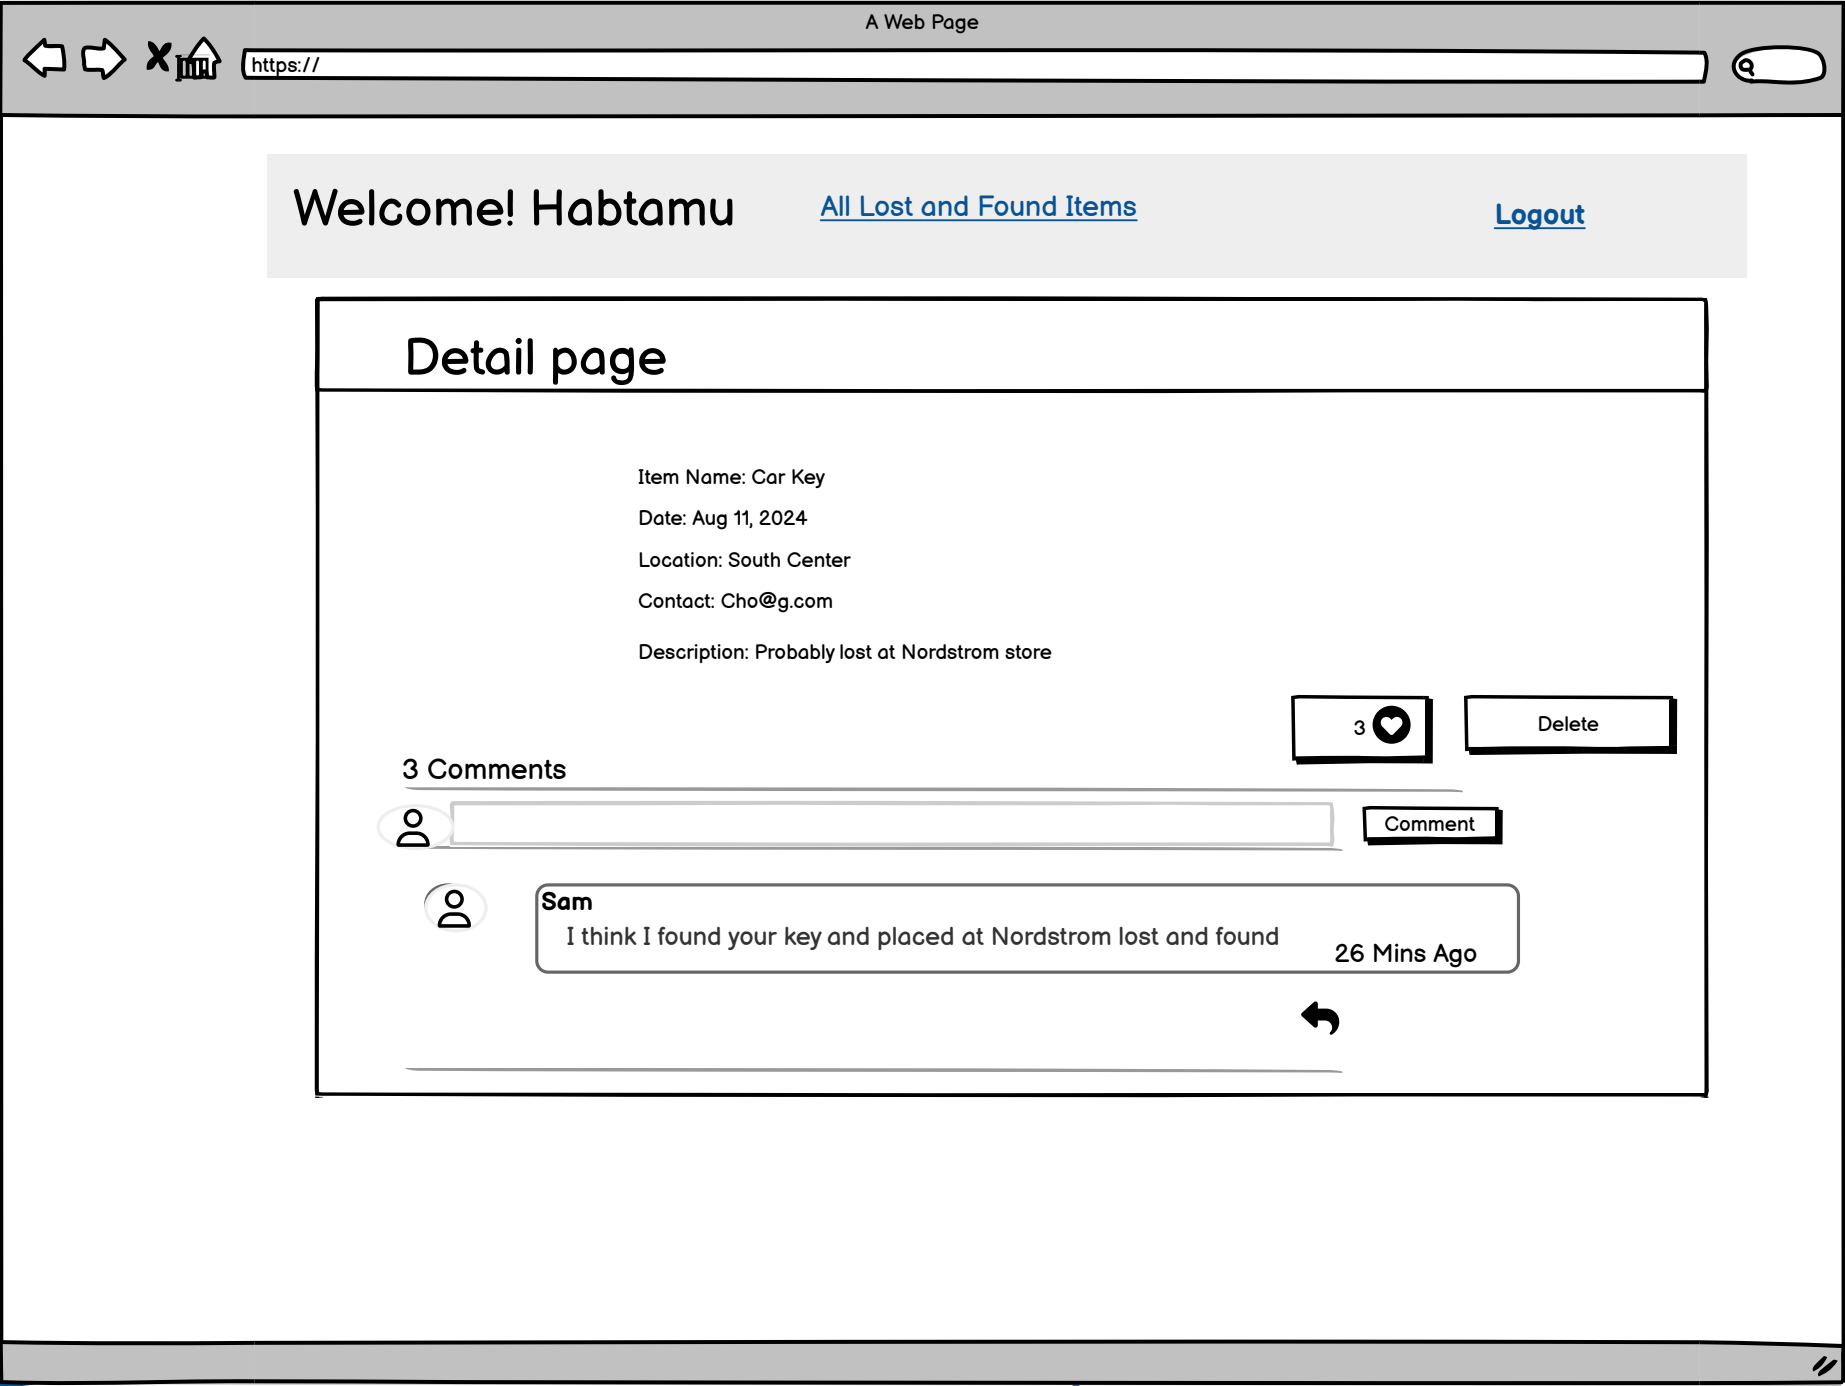 A Web Page
https://
Welcome! Habtamu
All Lost and Found Items
Logout
Detail page
Item Name: Car Key
Date: Aug 11, 2024
Location: South Center
Contact: Cho@g.com
Description: Probably lost at Nordstrom store
3
Delete
3 Comments
Comment
Sam
I think I found your key and placed at Nordstrom lost and found
26 Mins Ago